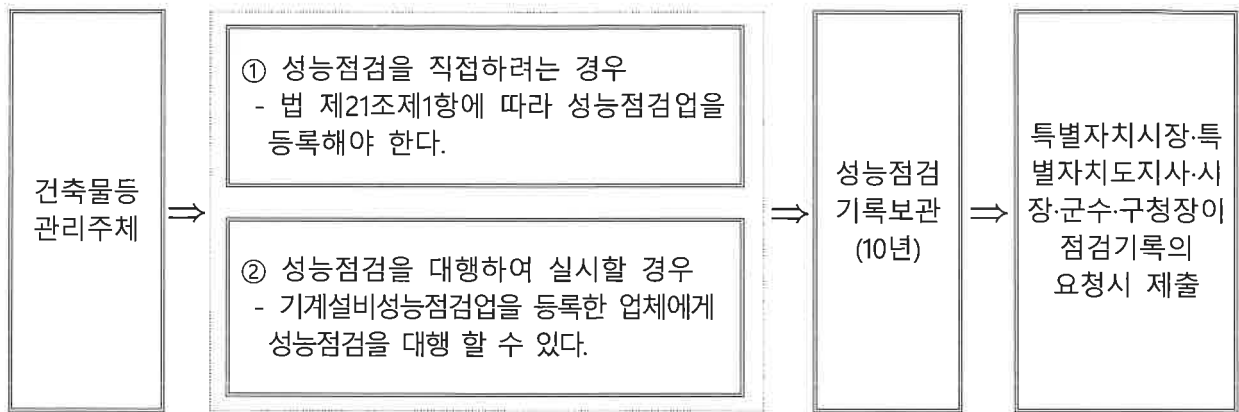 건축물등
관리주체
⇒
① 성능점검을 직접하려는 경우
- 법 제21조제1항에 따라 성능점검업을
등록해야 한다.
② 성능점검을 대행하여 실시할 경우
- 기계설비성능점검업을 등록한 업체에게
성능점검을 대행 할 수 있다.
⇒
성능점검
기록보관
(10년)
⇒
특별자치시장·특
별자치도지사·시
장·군수·구청장이
점검기록의
요청시 제출